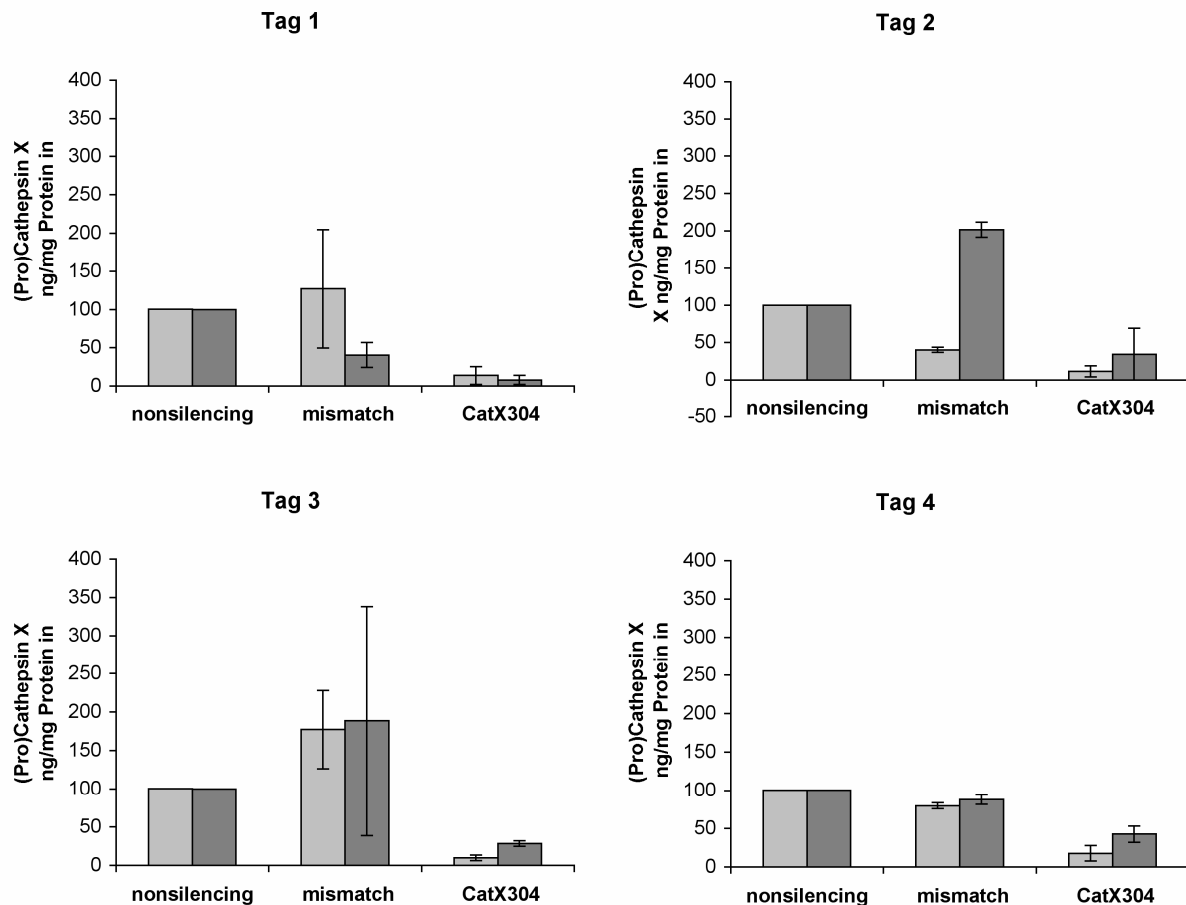 Tag 1
400
350
300
250
200
150
100
50
0
(Pro)Cathepsin X
ng/mg Protein in
nonsilencing mismatch CatX304
Tag 2
400
350
300
250
200
150
100
50
0
-50
(Pro)Cathepsin
X ng/mg Protein in
nonsilencing mismatch CatX304
Tag 3
400
350
300
250
200
150
100
50
0
(Pro)Cathepsin X
ng/mg Protein in
nonsilencing mismatch CatX304
Tag 4
400
350
300
250
200
150
100
50
0
(Pro)Cathepsin X
ng/mg Protein in
nonsilencing mismatch CatX304